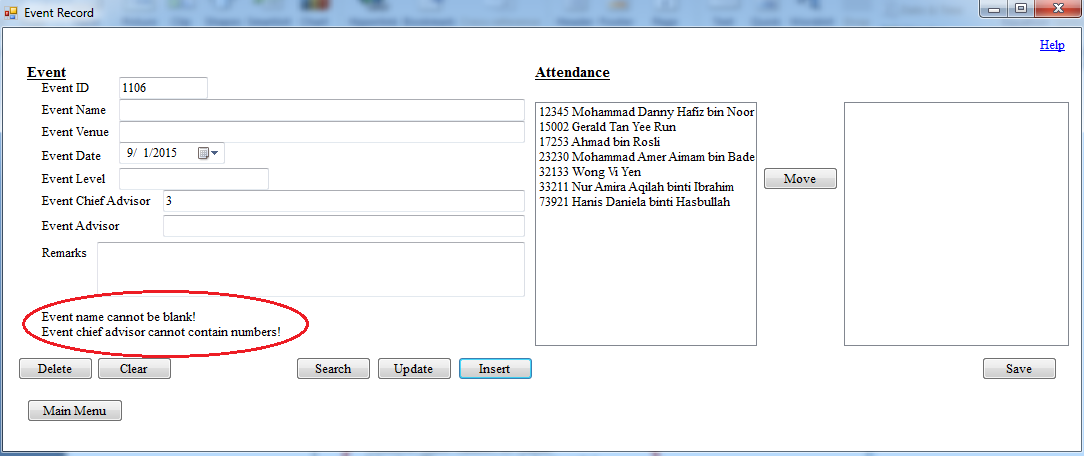 Event Record
Help
Event
Event ID 1106
Event Name
Event Venue
Event Date 9/ 1/2015
Event Level
Event Chief Advisor 3
Event Advisor
Remarks
Event name cannot be blank!
Event chief advisor cannot contain numbers!
Delete Clear Search Update Insert
Main Menu
Attendance
12345 Mohammad Danny Hafiz bin Noor
15002 Gerald Tan Yee Run
17253 Ahmad bin Rosli
23230 Mohammad Amer Aimam bin Bade
32133 Wong Vi Yen
33211 Nur Amira Aqilah binti Ibrahim
73921 Hanis Daniela binti Hasbullah
Move
Save